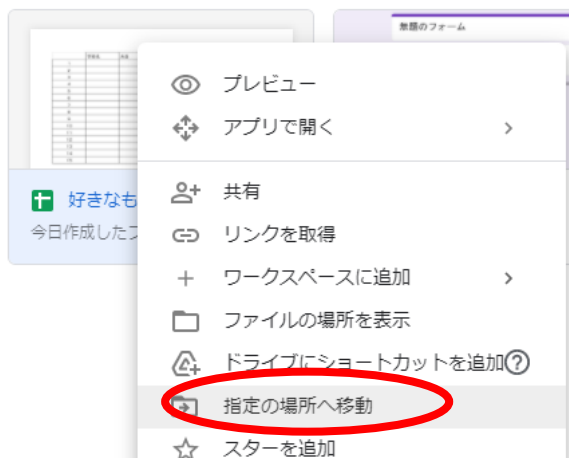 無題のフォーム
プレビュー
アプリで開く
共有
好きなも
リンクを取得
今日作成したフ
ワークスペースに追加
ファイルの場所を表示
ドライブにショートカットを追加
指定の場所へ移動
スターを追加